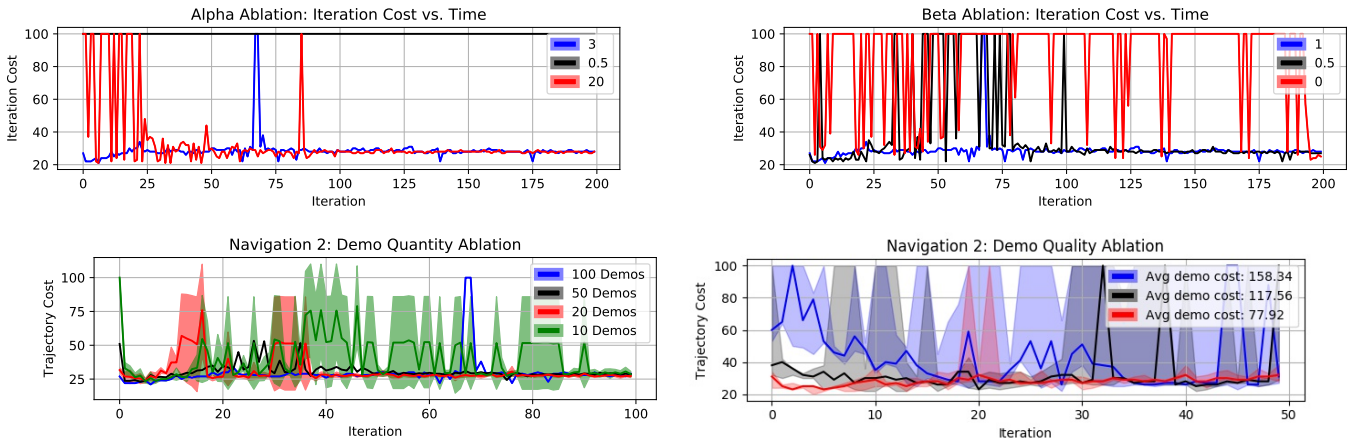 Alpha Ablation: Iteration Cost vs. Time
Iteration Cost
100
80
60
40
20
3
0.5
20
0 25 50 75 100 125 150 175 200
Iteration
Beta Ablation: Iteration Cost vs. Time
Iteration Cost
100
80
60
40
20
1
0.5
0
0 25 50 75 100 125 150 175 200
Iteration
Navigation 2: Demo Quantity Ablation
Trajectory Cost
100
75
50
25
100 Demos
50 Demos
20 Demos
10 Demos
0 20 40 60 80 100
Iteration
Navigation 2: Demo Quality Ablation
Trajectory Cost
100
80
60
40
20
Avg demo cost: 158.34
Avg demo cost: 117.56
Avg demo cost: 77.92
0 10 20 30 40 50
Iteration